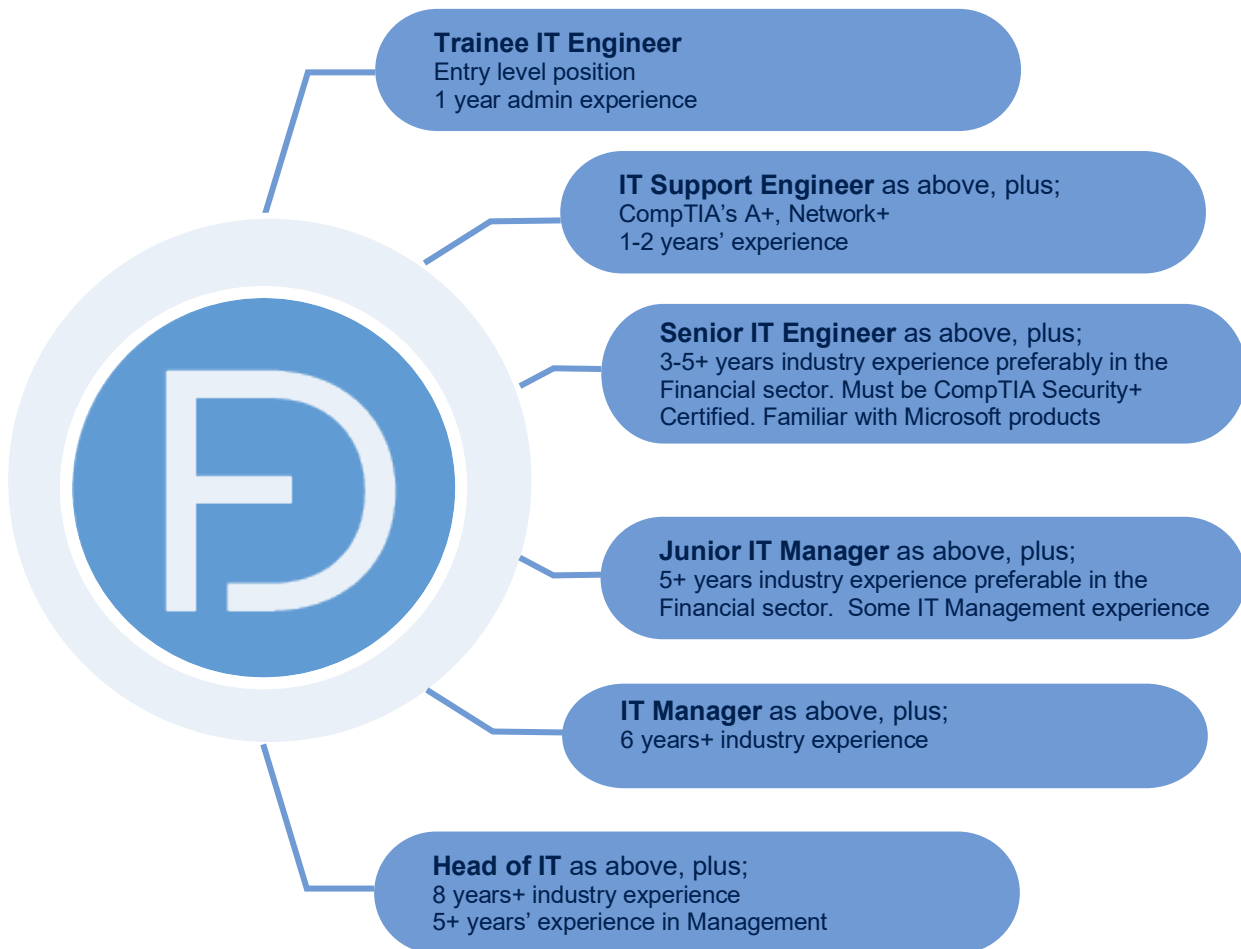 Trainee IT Engineer
Entry level position
1 year admin experience
IT Support Engineer as above, plus;
CompTIA's A+, Network+
1-2 years' experience
Senior IT Engineer as above, plus;
3-5+ years industry experience preferably in the
Financial sector. Must be CompTIA Security+
Certified. Familiar with Microsoft products
FD
Junior IT Manager as above, plus;
5+ years industry experience preferable in the
Financial sector.  Some IT Management experience
IT Manager as above, plus;
6 years+ industry experience
Head of IT as above, plus;
8 years+ industry experience
5+ years' experience in Management